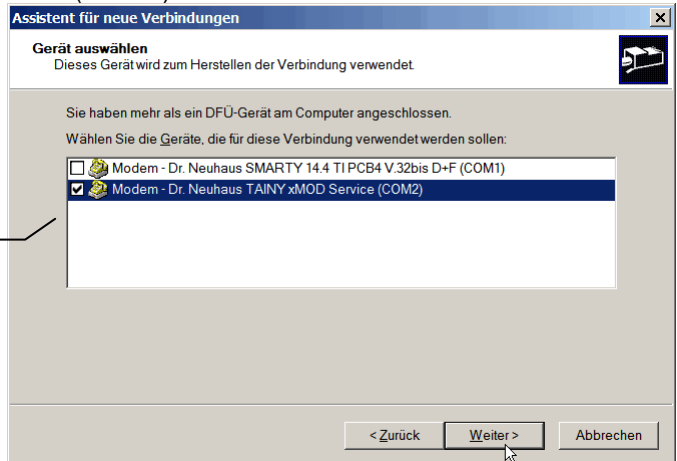 Assistent für neue Verbindungen
Gerät auswählen
Dieses Gerät wird zum Herstellen der Verbindung verwendet.
Sie haben mehr als ein DFÜ-Gerät am Computer angeschlossen.
Wählen Sie die Geräte, die für diese Verbindung verwendet werden sollen:
Modem - Dr. Neuhaus SMARTY 14.4 TI PCB4 V.32bis D+F (COM1)
Modem - Dr. Neuhaus TAINY xMOD Service (COM2)
< Zurück Weiter > Abbrechen